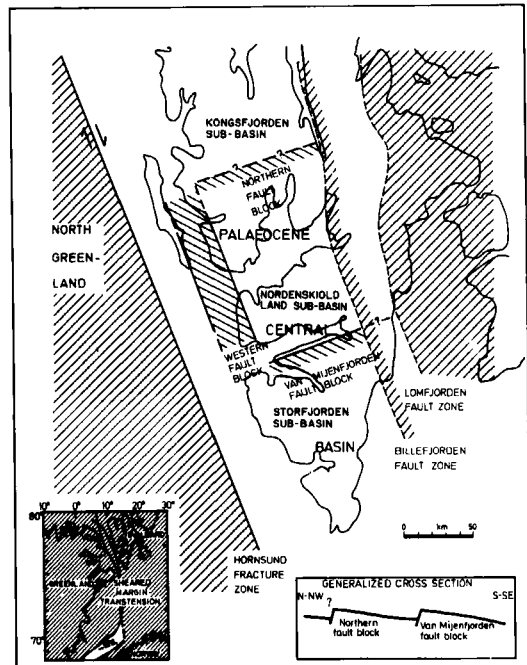 KONGSFJORDEN
SUB-BASIN
NORTHERN
FAULT
BLOCK
PALAEOCENE
NORTH
GREEN-
LAND
NORDENSKIOLD
LAND SUB-BASIN
CENTRAL
WESTERN
FAULT
BLOCK
VAN MIJENFJORDEN
FAULT BLOCK
STORFJORDEN
SUB-BASIN
BASIN
LOMFJORDEN
FAULT ZONE
BILLEFJORDEN
FAULT ZONE
HORNSUND
FRACTURE
ZONE
0 km 50
10° 0° 10° 20° 30°
80°
70°
SHEARED
MARGIN
TRANSTENSION
GENERALIZED CROSS SECTION
N-NW ? S-SE
Northern
fault block
Van Mijenfjorden
fault block